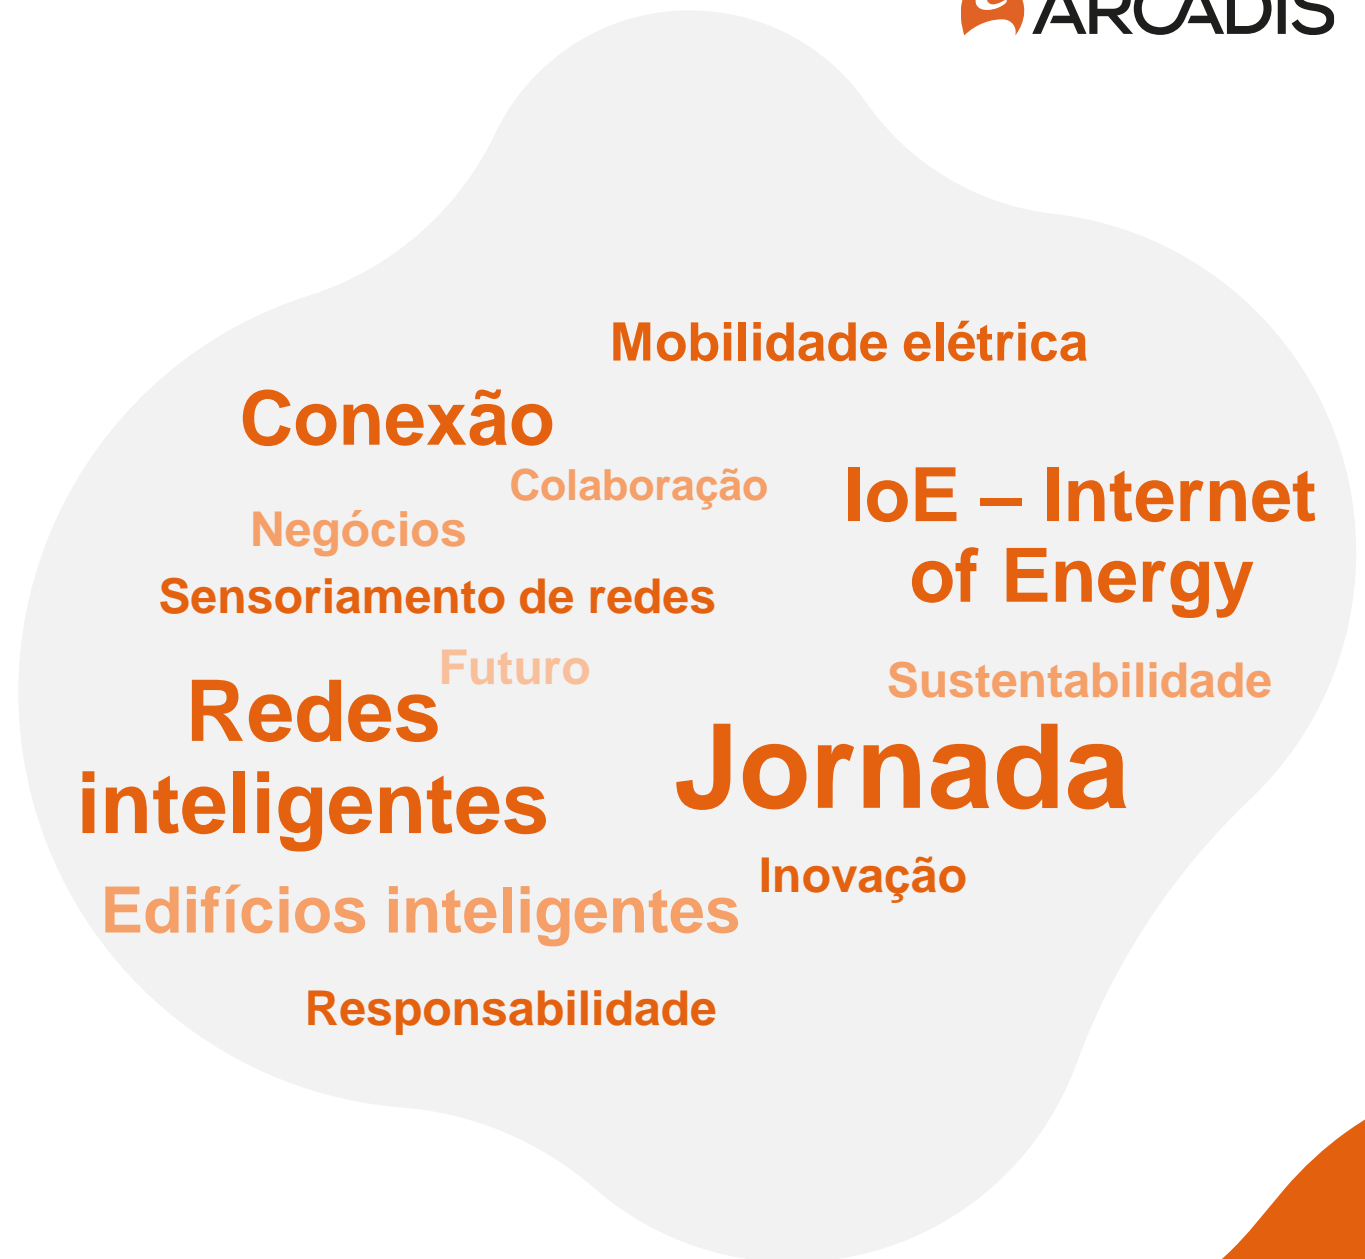 ARCADIS
Mobilidade elétrica
Conexão
Colaboração
IoE – Internet
of Energy
Negócios
Sensoriamento de redes
Futuro
Sustentabilidade
Redes
inteligentes
Jornada
Inovação
Edifícios inteligentes
Responsabilidade